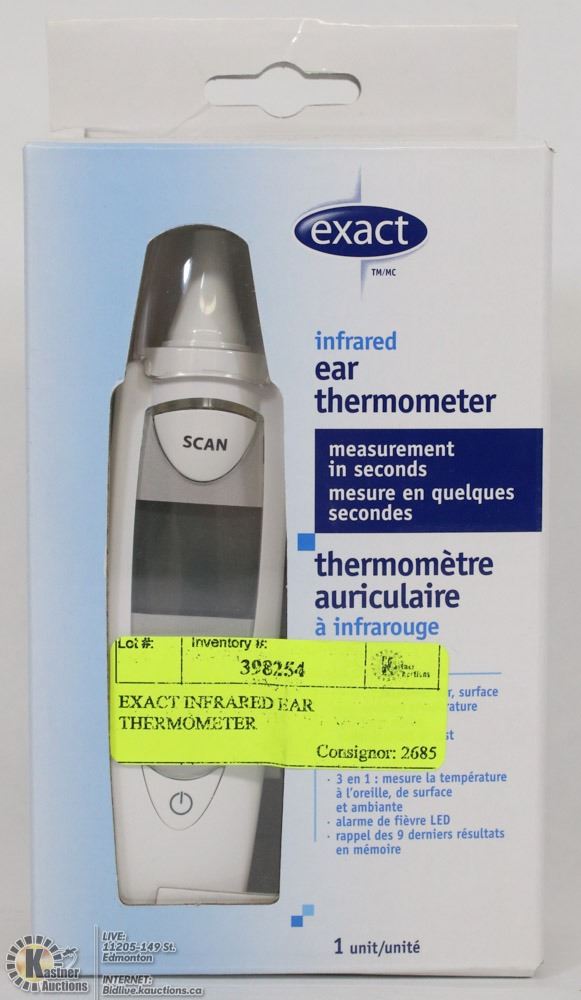 exact
TM/MC
infrared
ear
thermometer
measurement
in seconds
mesure en quelques
secondes
thermomètre
auriculaire
à infrarouge
SCAN
Lot #: Inventory #:
398254
Kastner
Auctions
EXACT INFRARED EAR
THERMOMETER
Consignor: 2685
surface
· 3 en 1 : mesure la température
à l'oreille, de surface
et ambiante
· alarme de fièvre LED
· rappel des 9 derniers résultats
en mémoire
1 unit/unité
Kastner
Auctions
LIVE:
11205-149 St.
Edmonton
INTERNET:
Bidlive.kauctions.ca